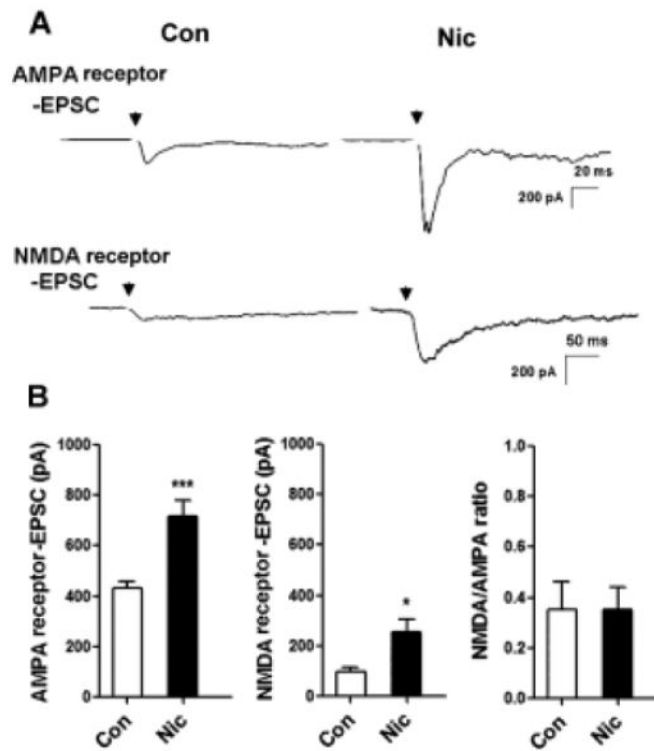 A
Con
Nic
AMPA receptor
-EPSC
20 ms
200 pA
NMDA receptor
-EPSC
50 ms
200 pA
B
AMPA receptor -EPSC (pA)
1000
800
600
400
200
0
***
Con
Nic
NMDA receptor -EPSC (pA)
1000
800
600
400
200
0
*
Con
Nic
NMDA/AMPA ratio
1.0
0.8
0.6
0.4
0.2
0.0
Con
Nic